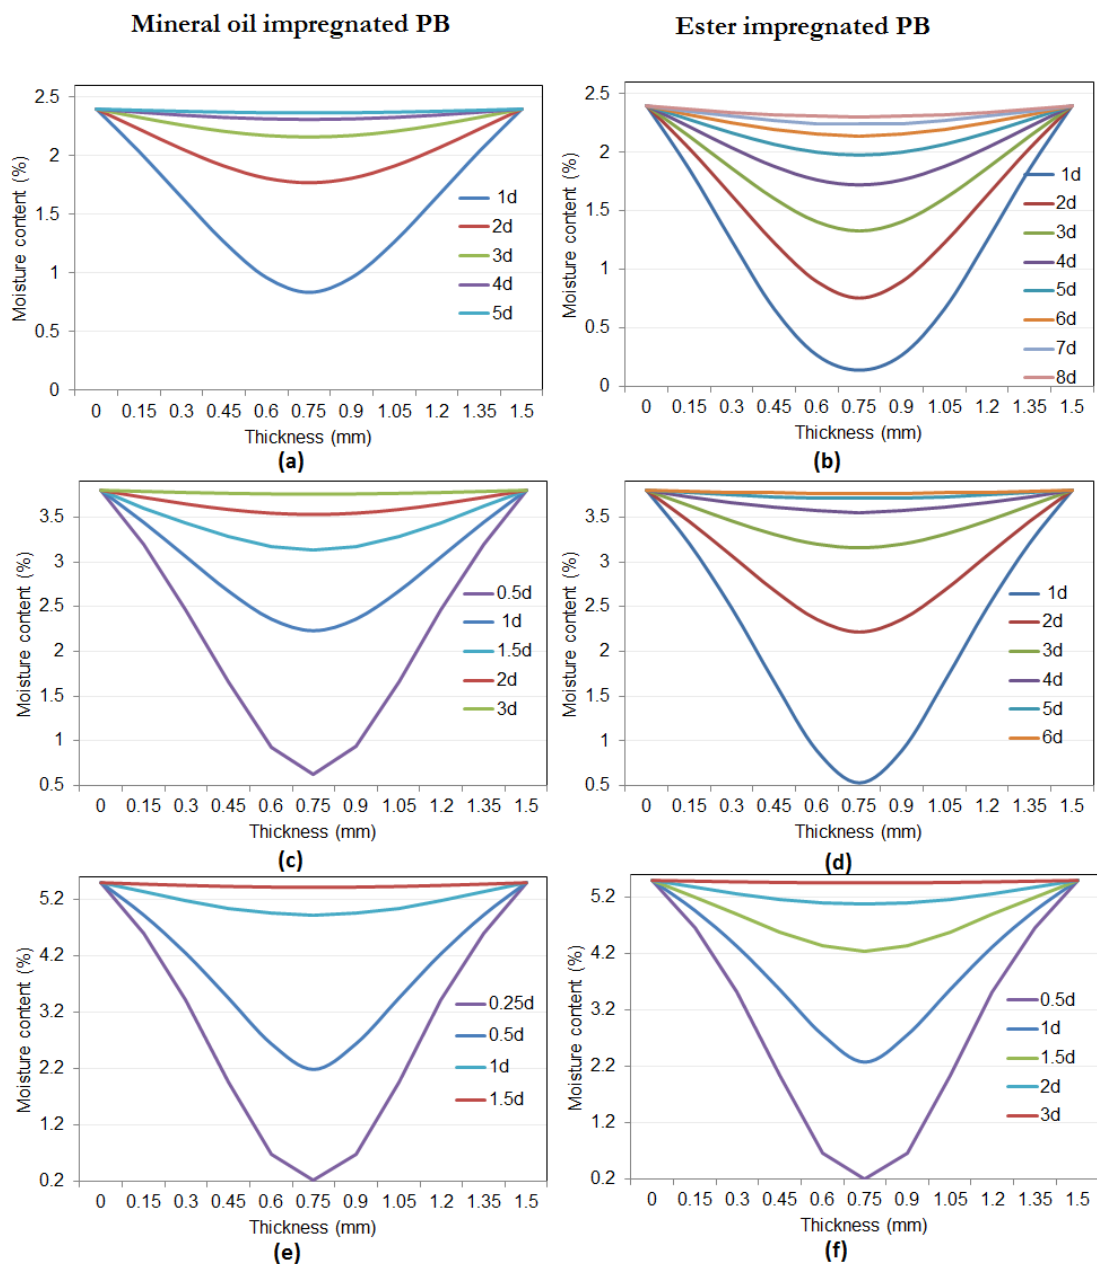 Mineral oil impregnated PB
Ester impregnated PB
Moisture content (%)
2.5
2
1.5
1
0.5
0
1d
2d
3d
4d
5d
0 0.15 0.3 0.45 0.6 0.75 0.9 1.05 1.2 1.35 1.5
Thickness (mm)
(a)
Moisture content (%)
2.5
2
1.5
1
0.5
0
1d
2d
3d
4d
5d
6d
7d
8d
0 0.15 0.3 0.45 0.6 0.75 0.9 1.05 1.2 1.35 1.5
Thickness (mm)
(b)
Moisture content (%)
3.5
3
2.5
2
1.5
1
0.5
0.5d
1d
1.5d
2d
3d
0 0.15 0.3 0.45 0.6 0.75 0.9 1.05 1.2 1.35 1.5
Thickness (mm)
(c)
Moisture content (%)
3.5
3
2.5
2
1.5
1
0.5
1d
2d
3d
4d
5d
6d
0 0.15 0.3 0.45 0.6 0.75 0.9 1.05 1.2 1.35 1.5
Thickness (mm)
(d)
Moisture content (%)
5.2
4.2
3.2
2.2
1.2
0.2
0.25d
0.5d
1d
1.5d
0 0.15 0.3 0.45 0.6 0.75 0.9 1.05 1.2 1.35 1.5
Thickness (mm)
(e)
Moisture content (%)
5.2
4.2
3.2
2.2
1.2
0.2
0.5d
1d
1.5d
2d
3d
0 0.15 0.3 0.45 0.6 0.75 0.9 1.05 1.2 1.35 1.5
Thickness (mm)
(f)